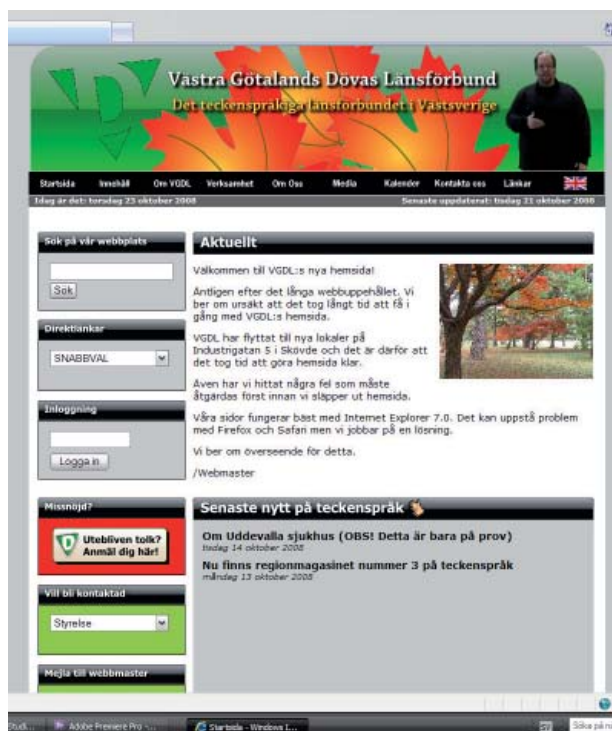 Västra Götalands Dövas Länsförbund
Det teckenspråkiga länsförbundet i Västsverige
Startsida Innehåll Om VGDL Verksamhet Om Oss Media Kalender Kontakta oss Länkar
Idag är det: torsdag 23 oktober 2008
Senaste uppdaterat: tisdag 21 oktober 2008
Sök på vår webbplats
Sök
Direktlänkar
SNABBVAL
Inloggning
Logga in
Missnöjd?
Utebliven tolk?
Anmäl dig här!
Vill bli kontaktad
Styrelse
Mejla till webbmaster
Aktuellt
Välkommen till VGDL:s nya hemsida!
Äntligen efter det långa webbuppehållet. Vi
ber om ursäkt att det tog långt tid att få i
gång med VGDL:s hemsida.
VGDL har flyttat till nya lokaler på
Industrigatan 5 i Skövde och det är därför att
det tog tid att göra hemsida klar.
Även har vi hittat några fel som måste
åtgärdas först innan vi släpper ut hemsida.
Våra sidor fungerar bäst med Internet Explorer 7.0. Det kan uppstå problem
med Firefox och Safari men vi jobbar på en lösning.
Vi ber om överseende för detta.
/Webmaster
Senaste nytt på teckenspråk
Om Uddevalla sjukhus (OBS! Detta är bara på prov)
tisdag 14 oktober 2008
Nu finns regionmagasinet nummer 3 på teckenspråk
måndag 13 oktober 2008
Studi... Adobe Premiere Pro -... Startsida - Windows I... Söka på